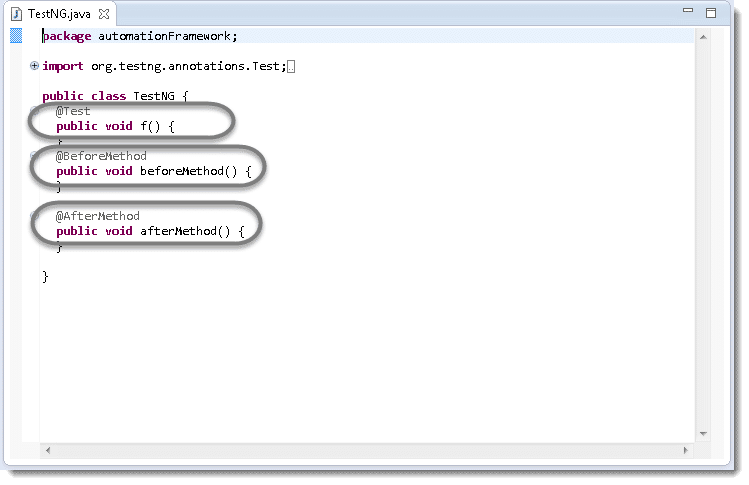 TestNG.java
package automationFramework;
import org.testng.annotations.Test;
public class TestNG {
@Test
public void f() {
}
@BeforeMethod
public void beforeMethod() {
}
@AfterMethod
public void afterMethod() {
}
}